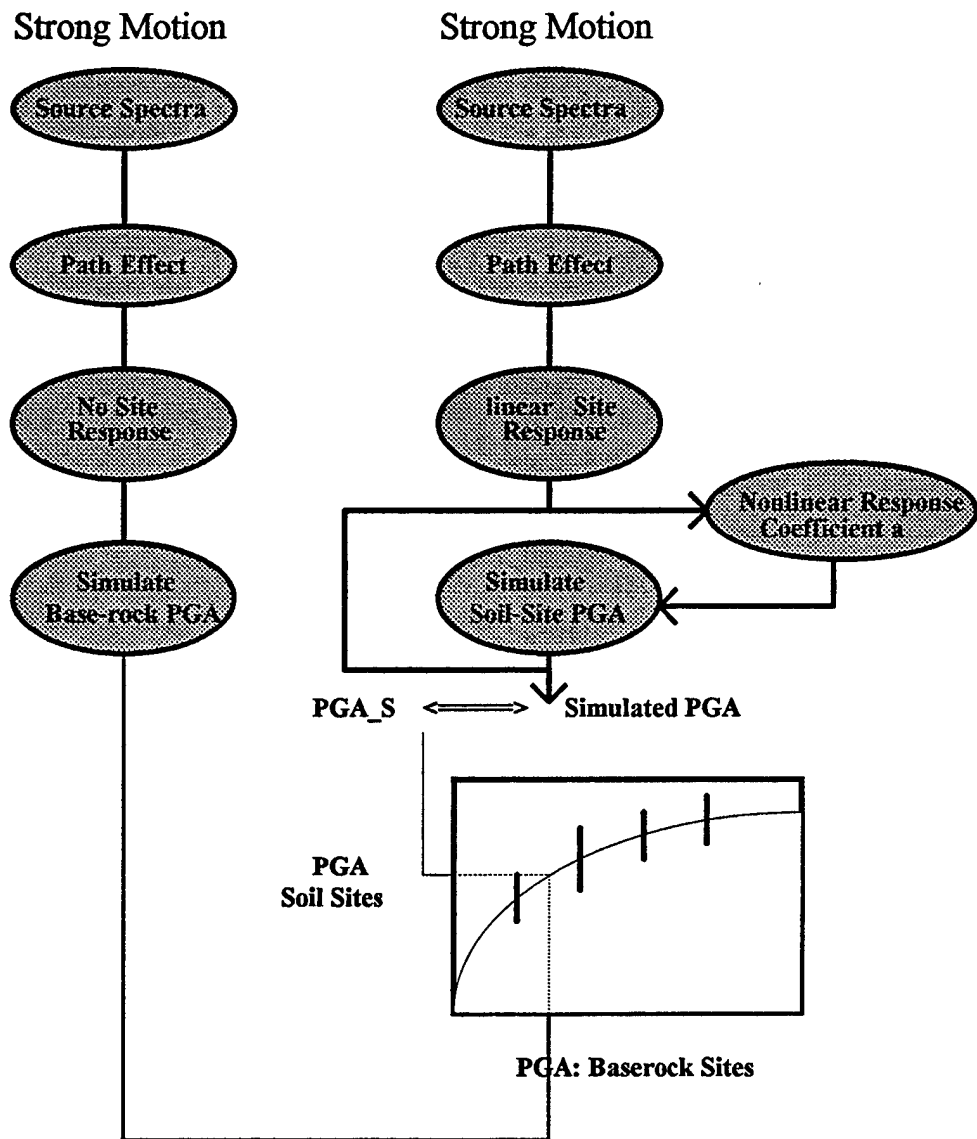 Strong Motion
Source Spectra
Path Effect
No Site
Response
Simulate
Base-rock PGA
Strong Motion
Source Spectra
Path Effect
linear Site
Response
Nonlinear Response
Coefficient a
Simulate
Soil-Site PGA
PGA_S
Simulated PGA
PGA
Soil Sites
PGA: Baserock Sites